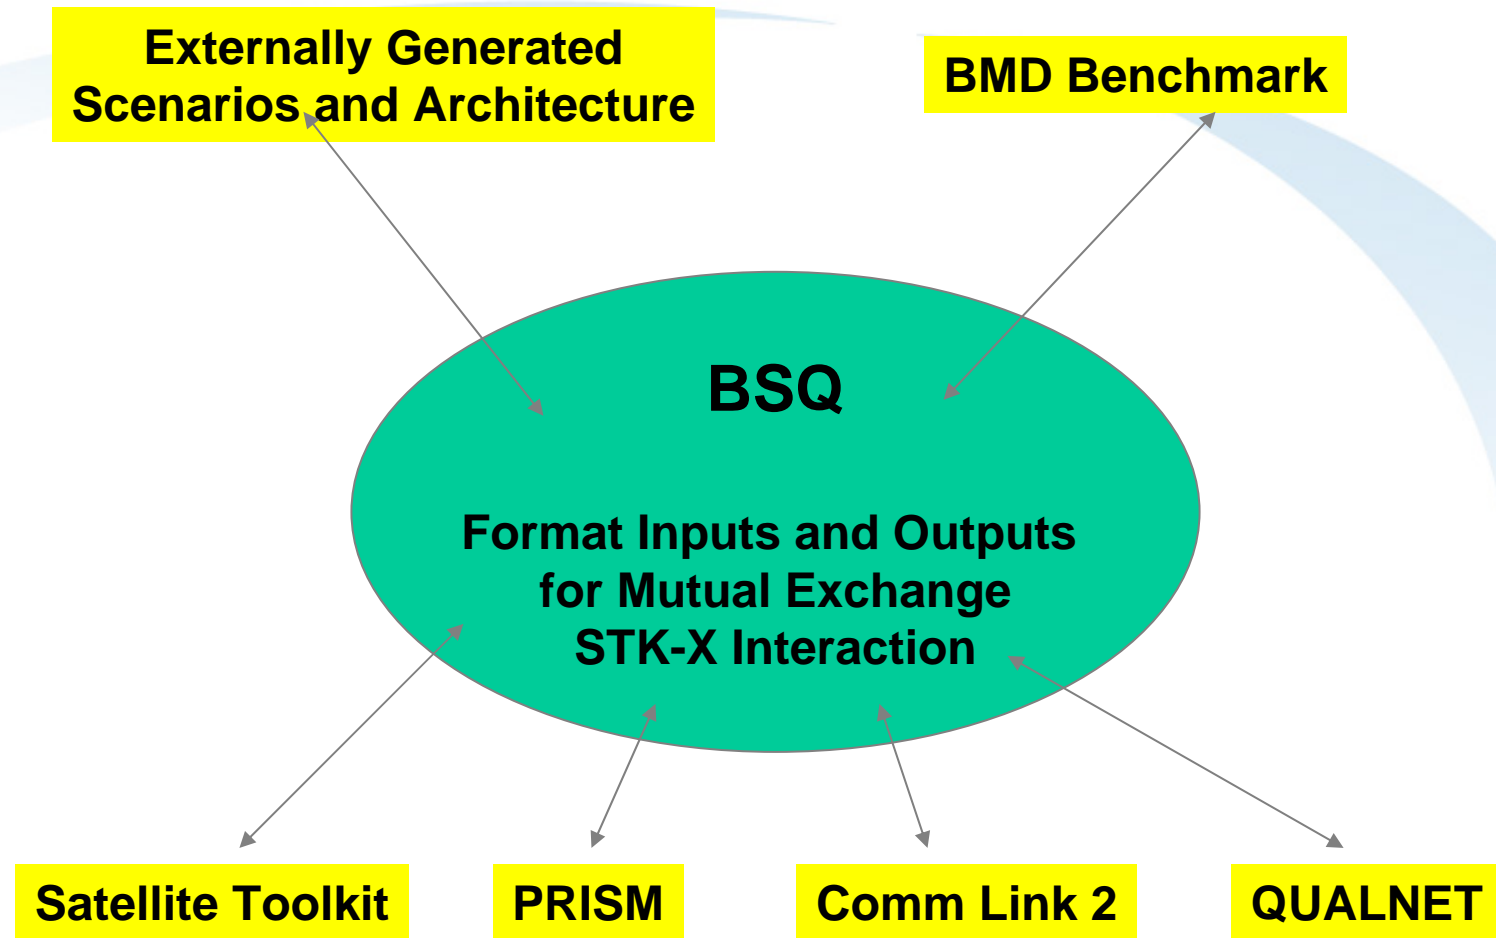 Externally Generated
Scenarios and Architecture
BMD Benchmark
BSQ
Format Inputs and Outputs
for Mutual Exchange
STK-X Interaction
Satellite Toolkit
PRISM
Comm Link 2
QUALNET